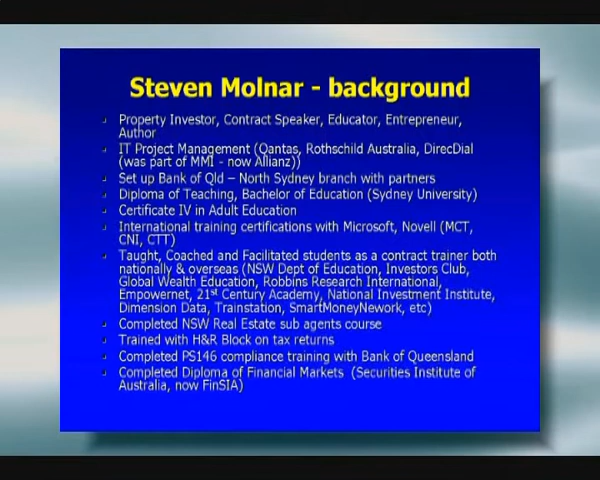 Steven Molnar - background
Property Investor, Contract Speaker, Educator, Entrepreneur,
Author
IT Project Management (Qantas, Rothschild Australia, DirecDial
(was part of MMI - now Allianz))
Set up Bank of Qld – North Sydney branch with partners
Diploma of Teaching, Bachelor of Education (Sydney University)
Certificate IV in Adult Education
International training certifications with Microsoft, Novell (MCT,
CNI, CTT)
Taught, Coached and Facilitated students as a contract trainer both
nationally & overseas (NSW Dept of Education, Investors Club,
Global Wealth Education, Robbins Research International,
Empowernet, 21st Century Academy, National Investment Institute,
Dimension Data, Trainstation, SmartMoneyNework, etc)
Completed NSW Real Estate sub agents course
Trained with H&R Block on tax returns
Completed PS146 compliance training with Bank of Queensland
Completed Diploma of Financial Markets (Securities Institute of
Australia, now FinSIA)